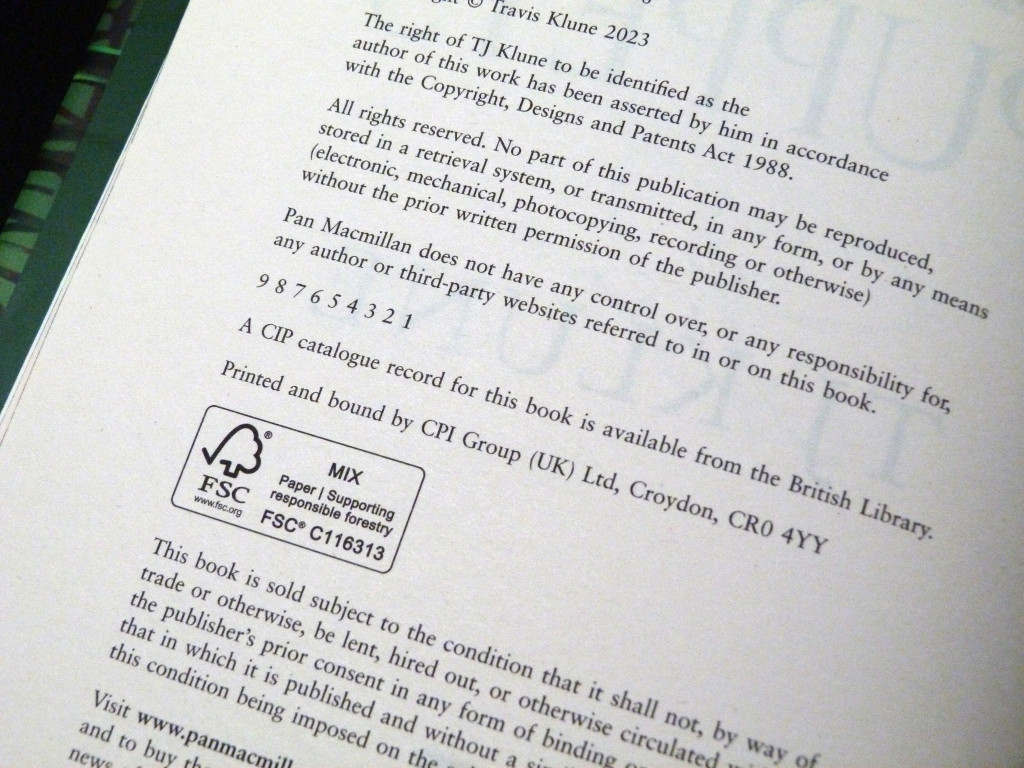 © Travis Klune 2023
The right of TJ Klune to be identified as the
author of this work has been asserted by him in accordance
with the Copyright, Designs and Patents Act 1988.
All rights reserved. No part of this publication may be reproduced,
stored in a retrieval system, or transmitted, in any form, or by any means
(electronic, mechanical, photocopying, recording or otherwise)
without the prior written permission of the publisher.
Pan Macmillan does not have any control over, or any responsibility for,
any author or third-party websites referred to in or on this book.
9 8 7 6 5 4 3 2 1
A CIP catalogue record for this book is available from the British Library.
Printed and bound by CPI Group (UK) Ltd, Croydon, CR0 4YY
FSC®
www.fsc.org
MIX
Paper | Supporting
responsible forestry
FSC® C116313
This book is sold subject to the condition that it shall not, by way of
trade or otherwise, be lent, hired out, or otherwise circulated
the publisher's prior consent in any form of binding
that in which it is published and without a
this condition being imposed on the
Visit www.panmacmill
and to buy
news